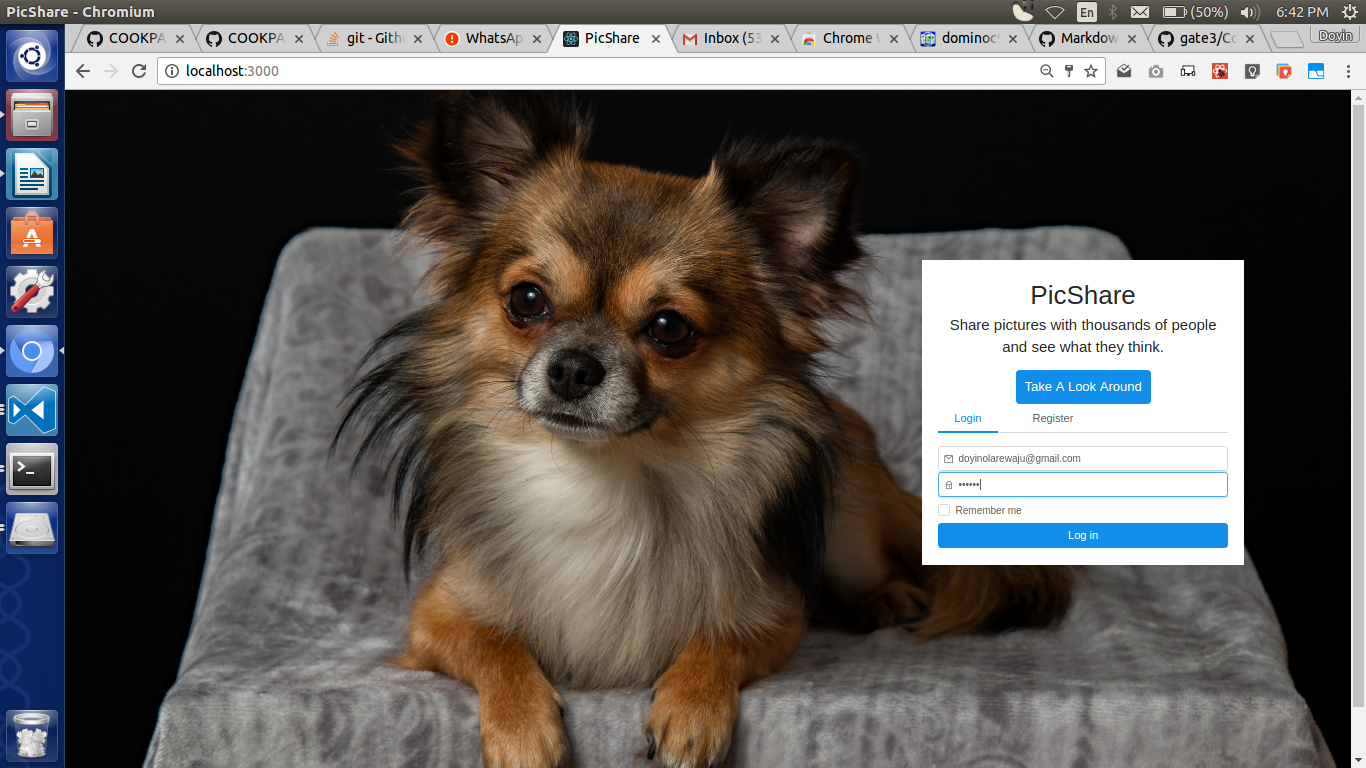 PicShare - Chromium
En
(50%)
6:42 PM
COOKPA
COOKPA
git - Gith
WhatsAp
PicShare
Inbox (53
Chrome W
dominoc
Markdow
gate3/Co
Doyin
localhost:3000
PicShare
Share pictures with thousands of people
and see what they think.
Take A Look Around
Login
Register
doyinolarewaju@gmail.com
••••••
Remember me
Log in